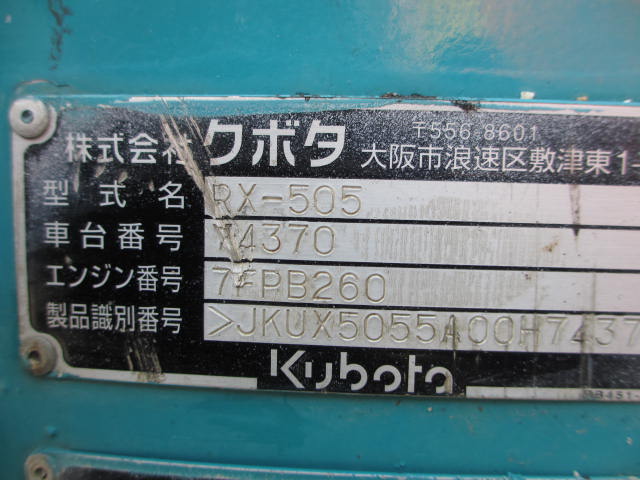 株式会社 クボタ 〒556 8601
大阪市浪速区敷津東1-
型式名 RX-505
車台番号 74370
エンジン番号 7FPB260
製品識別番号 >JKUX5055A00H7437
Kubota